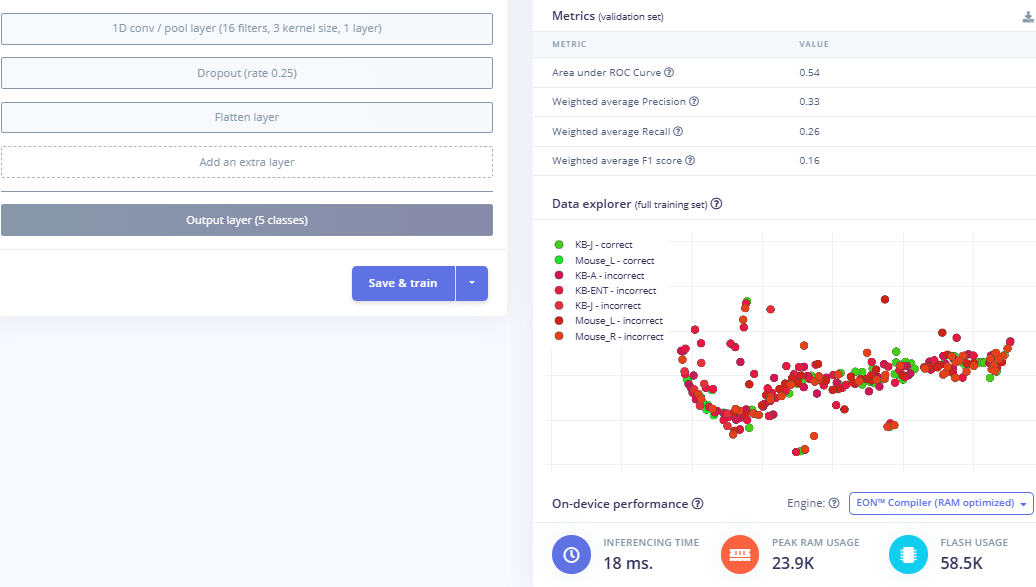 1D conv / pool layer (16 filters, 3 kernel size, 1 layer)
Dropout (rate 0.25)
Flatten layer
Add an extra layer
Output layer (5 classes)
Save & train
Metrics (validation set)
METRIC VALUE
Area under ROC Curve 0.54
Weighted average Precision 0.33
Weighted average Recall 0.26
Weighted average F1 score 0.16
Data explorer (full training set)
KB-J - correct
Mouse_L - correct
KB-A - incorrect
KB-ENT - incorrect
KB-J - incorrect
Mouse_L - incorrect
Mouse_R - incorrect
On-device performance Engine: EON™ Compiler (RAM optimized)
INFERENCING TIME
18 ms.
PEAK RAM USAGE
23.9K
FLASH USAGE
58.5K